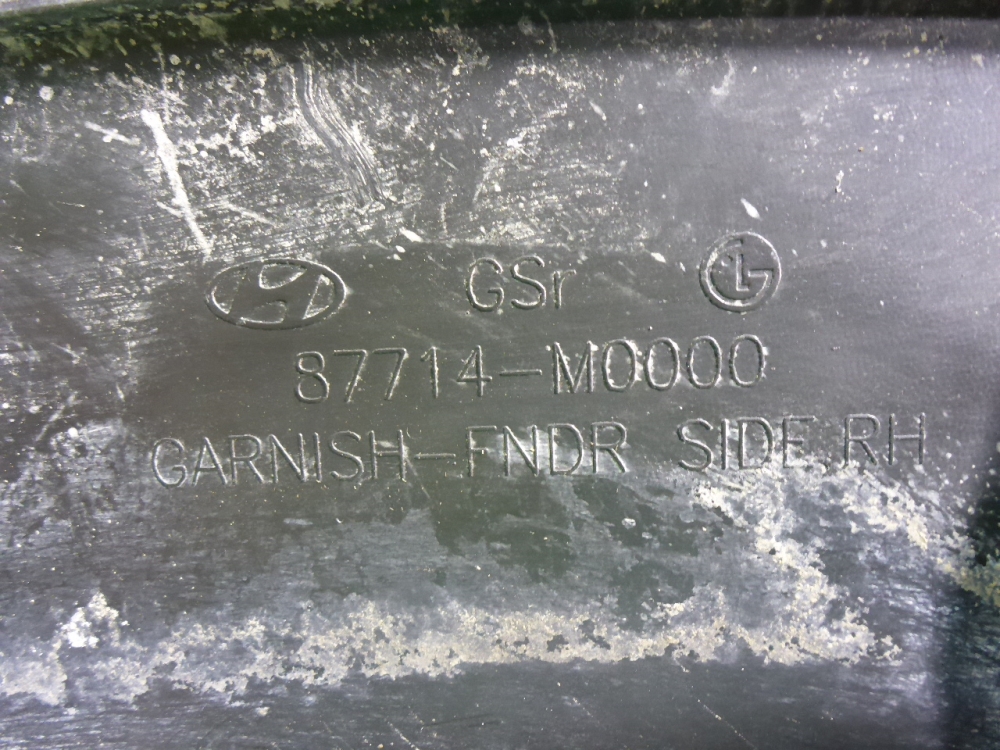 GSr
87714-M0000
GARNISH-FNDR SIDE,RH